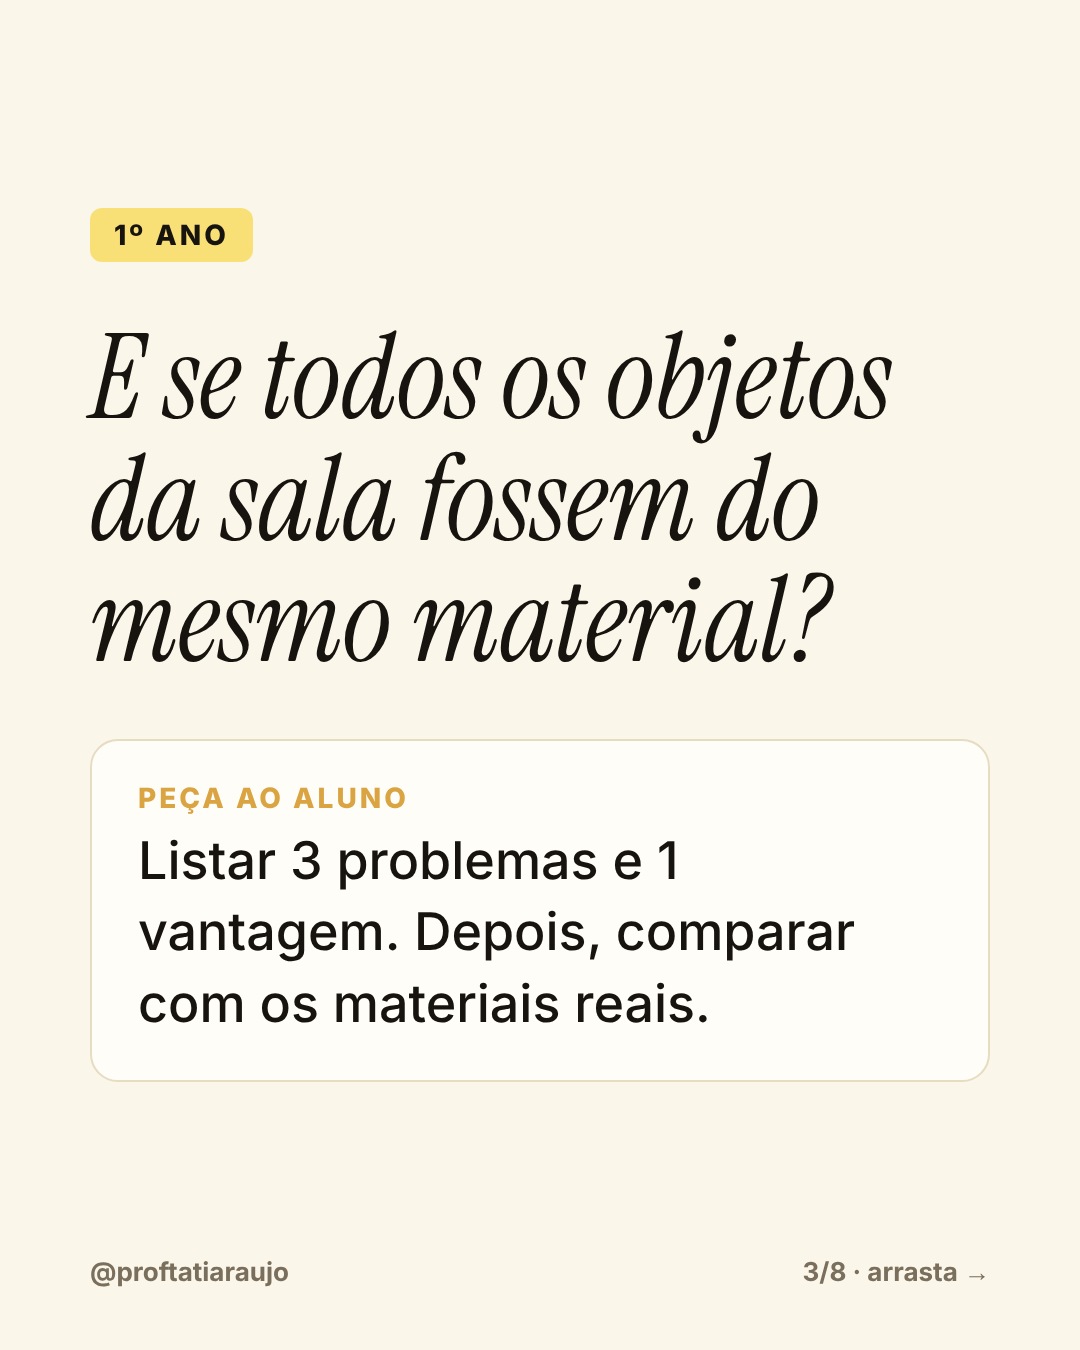 1º ANO
E se todos os objetos
da sala fossem do
mesmo material?
PEÇA AO ALUNO
Listar 3 problemas e 1
vantagem. Depois, comparar
com os materiais reais.
@proftatiaraujo
3/8 · arrasta →